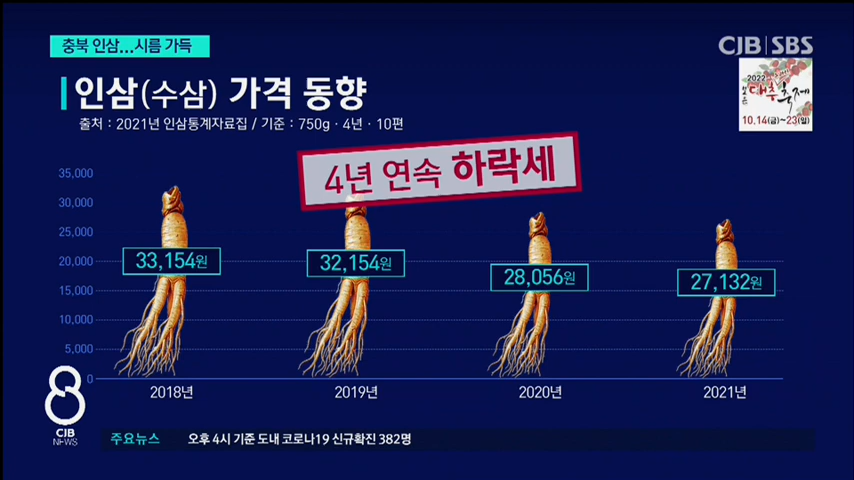 충북 인삼...시름 가득
CJB SBS
인삼(수삼) 가격 동향
출처 : 2021년 인삼통계자료집 / 기준 : 750g · 4년 · 10편
2022
대충
축제
10.14(금)~23(일)
4년 연속 하락세
35,000
30,000
25,000
20,000
15,000
10,000
5,000
0
33,154원
32,154원
28,056원
27,132원
2018년
2019년
2020년
2021년
8
CJB
NEWS
주요뉴스 오후 4시 기준 도내 코로나19 신규확진 382명